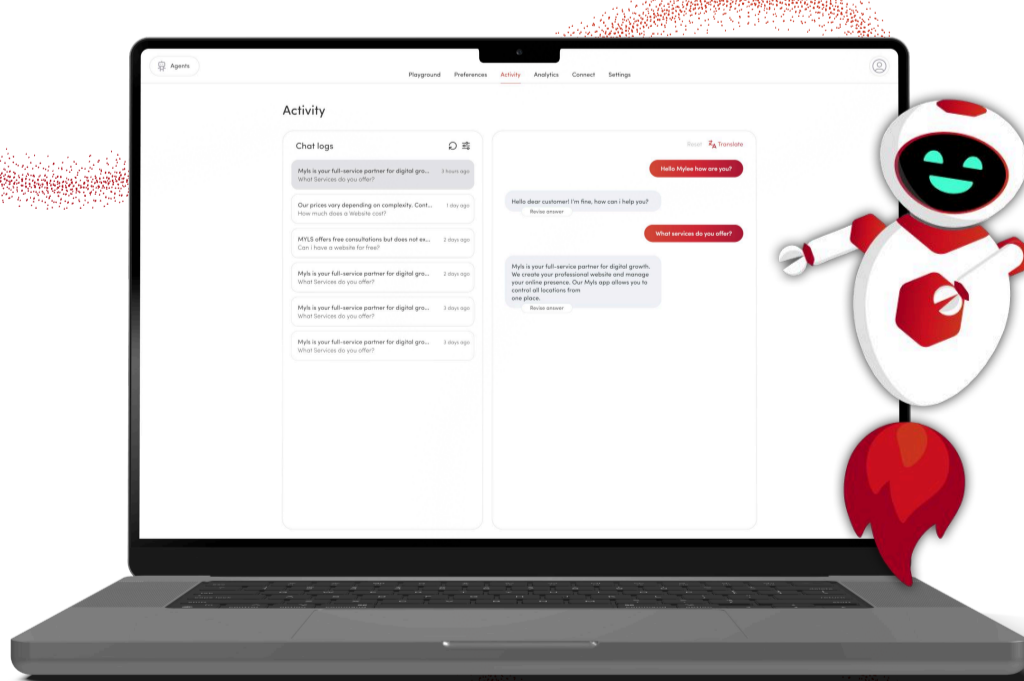 Agents
Playground Preferences Activity Analytics Connect Settings
Activity
Chat logs
Myls is your full-service partner for digital gro... 3 hours ago
What Services do you offer?
Our prices vary depending on complexity. Cont... 1 day ago
How much does a Website cost?
MYLS offers free consultations but does not ex... 2 days ago
Can i have a website for free?
Myls is your full-service partner for digital gro... 2 days ago
What Services do you offer?
Myls is your full-service partner for digital gro... 3 days ago
What Services do you offer?
Myls is your full-service partner for digital gro... 3 days ago
What Services do you offer?
Reset Translate
Hello Mylee how are you?
Hello dear customer! I'm fine, how can i help you?
Revise answer
What services do you offer?
Myls is your full-service partner for digital growth.
We create your professional website and manage
your online presence. Our Myls app allows you to
control all locations from
one place.
Revise answer